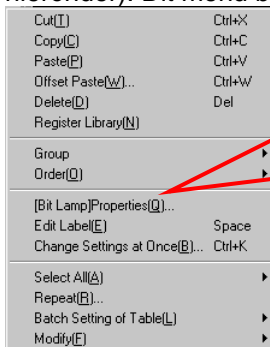 Cut(T) Ctrl+X
Copy(C) Ctrl+C
Paste(P) Ctrl+V
Offset Paste(W)... Ctrl+W
Delete(D) Del
Register Library(N)
Group
Order(O)
[Bit Lamp]Properties(Q)...
Edit Label(E) Space
Change Settings at Once(B)... Ctrl+K
Select All(A)
Repeat(R)...
Batch Setting of Table(L)
Modify(F)